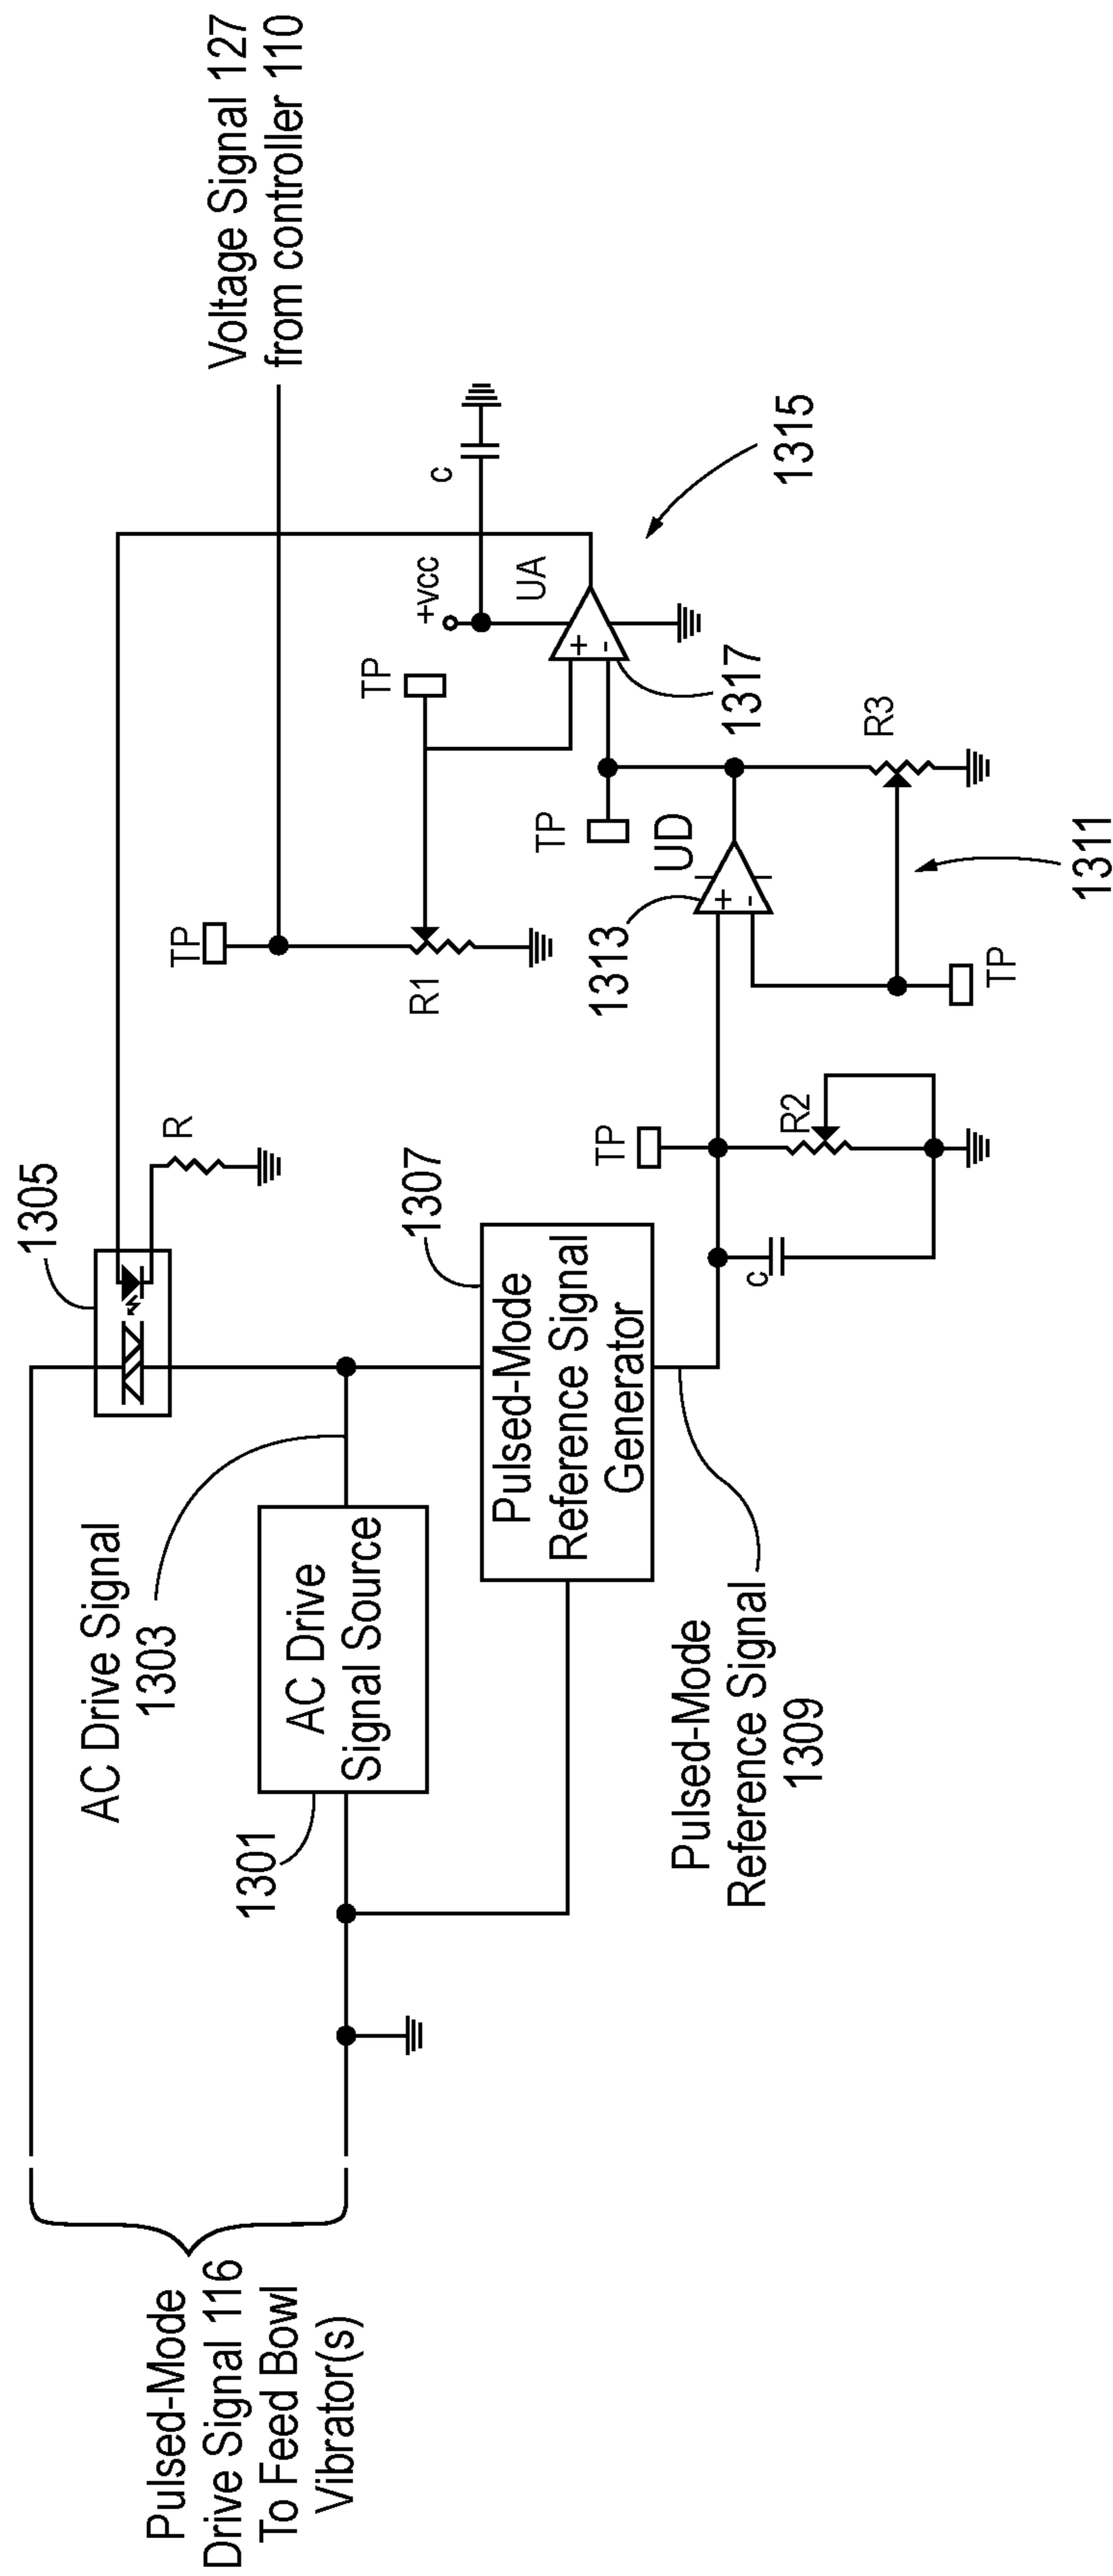 Pulsed-Mode
Drive Signal 116
To Feed Bowl
Vibrator(s)
AC Drive Signal
1303
1301
AC Drive
Signal Source
1305
R
1307
Pulsed-Mode
Reference Signal
Generator
Pulsed-Mode
Reference Signal
1309
c
TP
R2
TP
R1
TP
Voltage Signal 127
from controller 110
+vcc
c
UA
+
-
1317
1315
TP
UD
1313
+
-
R3
TP
1311